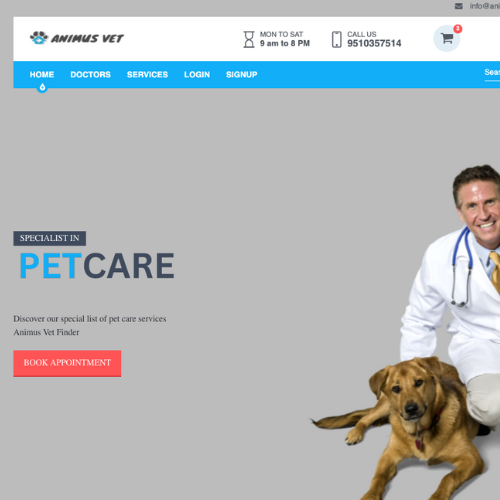 info@ani
ANIMUS VET
MON TO SAT
9 am to 8 PM
CALL US
9510357514
HOME DOCTORS SERVICES LOGIN SIGNUP
Sea
SPECIALIST IN
PETCARE
Discover our special list of pet care services
Animus Vet Finder
BOOK APPOINTMENT